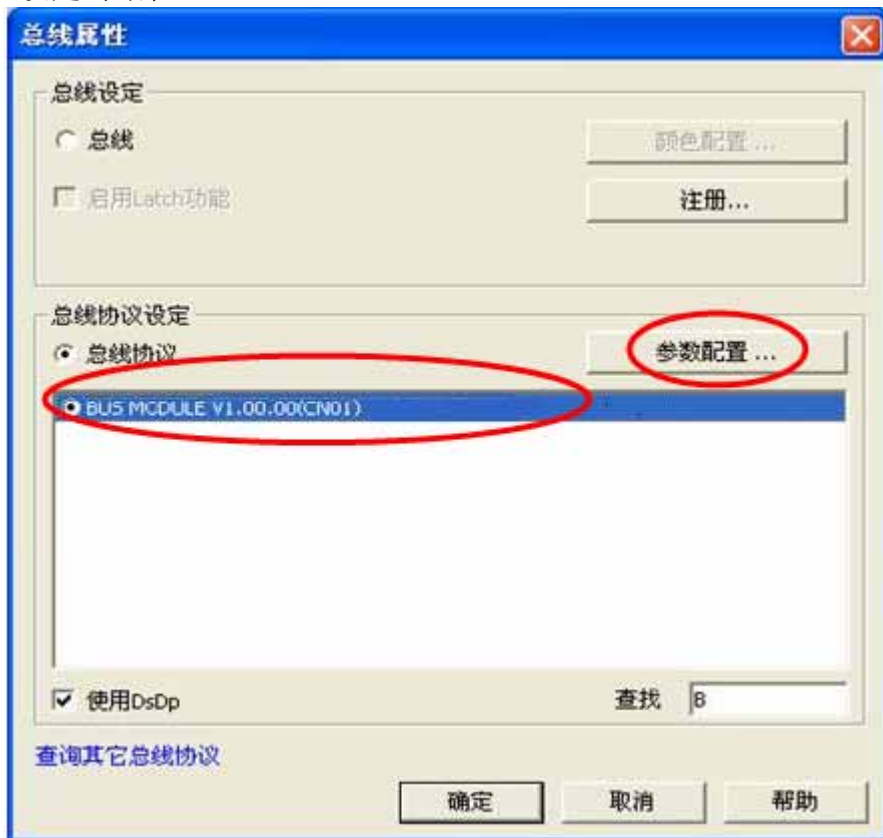 总线属性
总线设定
总线
颜色配置 ...
启用Latch功能
注册...
总线协议设定
总线协议
参数配置 ...
BUS MODULE V1.00.00(CN01)
使用DsDp
查找 B
查询其它总线协议
确定 取消 帮助